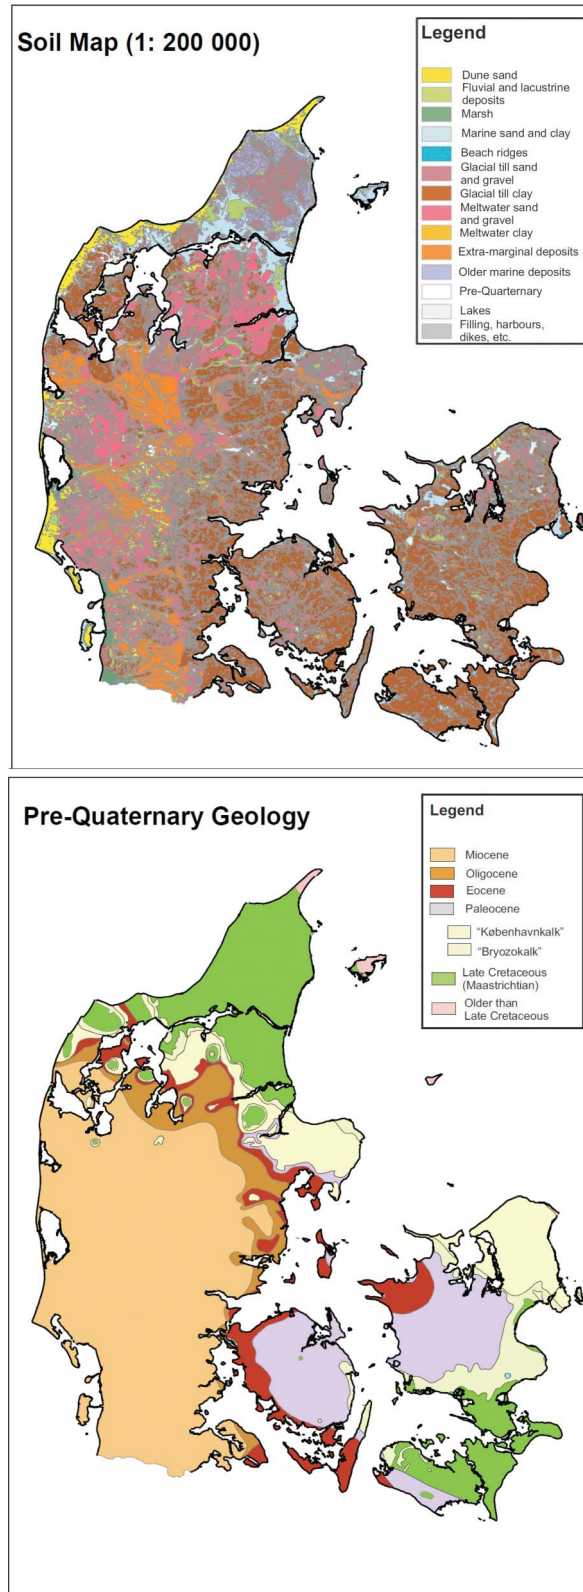 Soil Map (1: 200 000)
Legend
Dune sand
Fluvial and lacustrine
deposits
Marsh
Marine sand and clay
Beach ridges
Glacial till sand
and gravel
Glacial till clay
Meltwater sand
and gravel
Meltwater clay
Extra-marginal deposits
Older marine deposits
Pre-Quarternary
Lakes
Filling, harbours,
dikes, etc.
Pre-Quaternary Geology
Legend
Miocene
Oligocene
Eocene
Paleocene
“Københavnkalk”
“Bryozokalk”
Late Cretaceous
(Maastrichtian)
Older than
Late Cretaceous